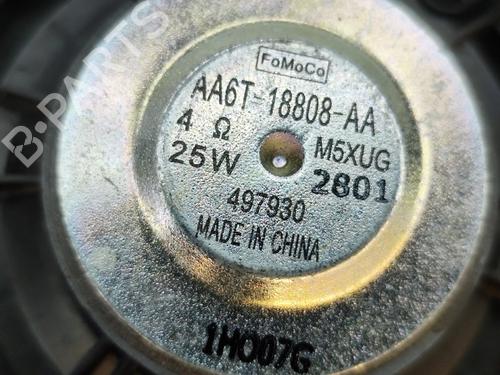 FoMoCo
AA6T-18808-AA
4 Ω
25W
M5XUG
2801
497930
MADE IN CHINA
1H007G
B-PARTS